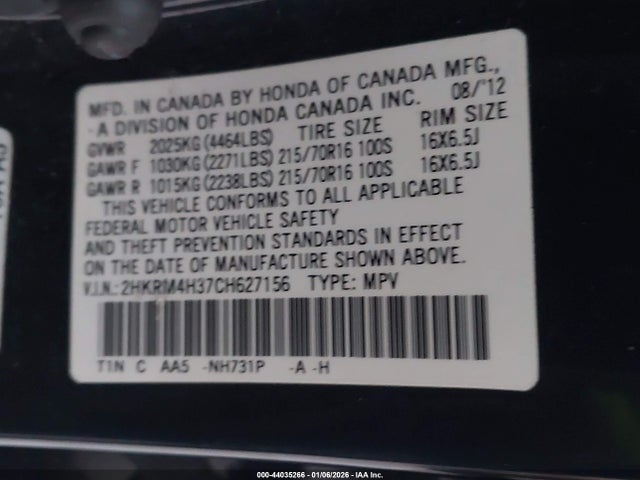 MFD. IN CANADA BY HONDA OF CANADA MFG.,
-A DIVISION OF HONDA CANADA INC. 08/'12
GVWR 2025KG(4464LBS) TIRE SIZE RIM SIZE
GAWR F 1030KG(2271LBS) 215/70R16 100S 16X6.5J
GAWR R 1015KG(2238LBS) 215/70R16 100S 16X6.5J
THIS VEHICLE CONFORMS TO ALL APPLICABLE
FEDERAL MOTOR VEHICLE SAFETY
AND THEFT PREVENTION STANDARDS IN EFFECT
ON THE DATE OF MANUFACTURE SHOWN ABOVE.
V.I.N.:2HKRM4H37CH627156 TYPE: MPV
T1N C AA5 -NH731P -A -H
000-44035266 - 01/06/2026 - IAA Inc.